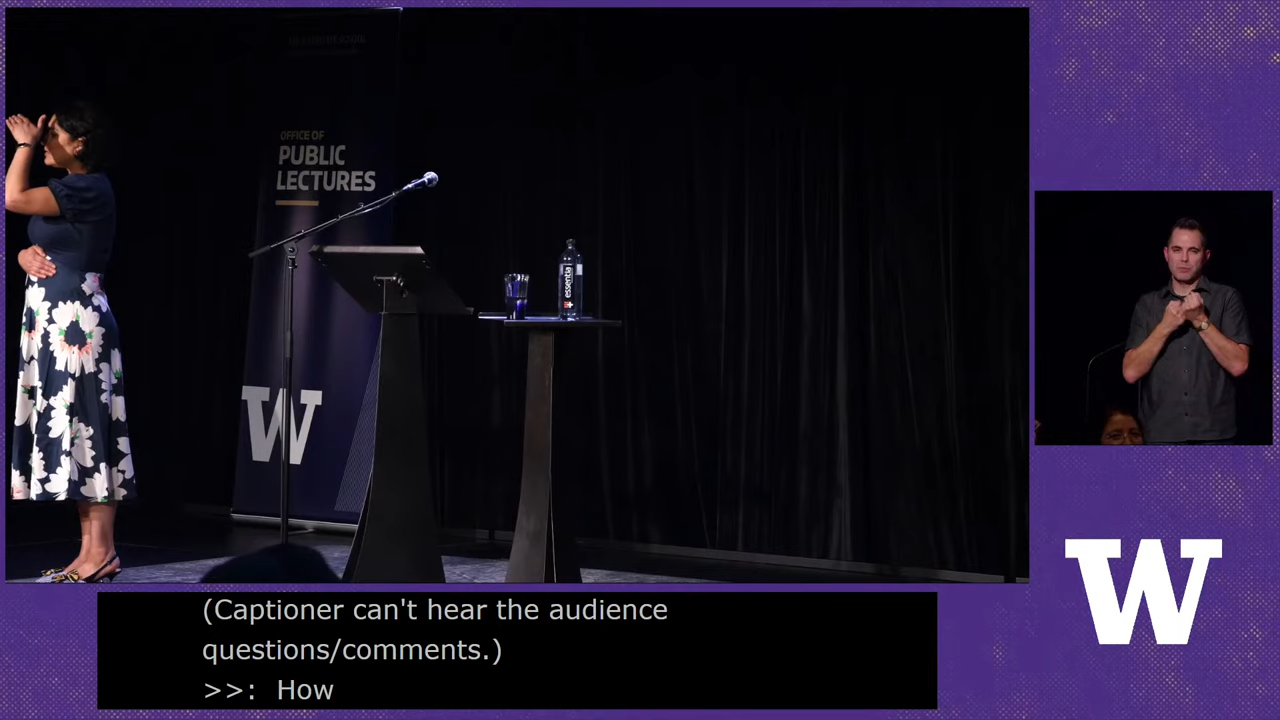 OFFICE OF
PUBLIC
LECTURES
essentia
W
W
(Captioner can't hear the audience
questions/comments.)
>>: How